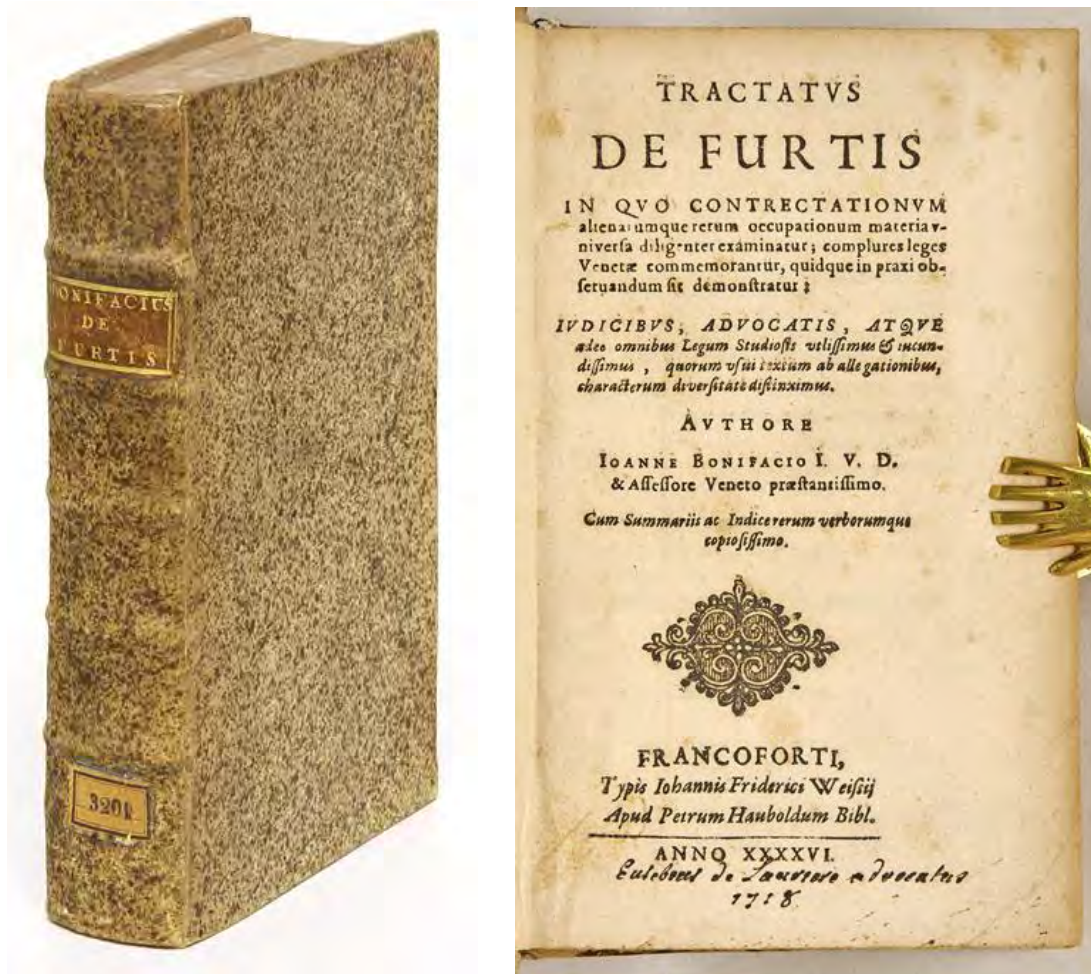 BONIFACIUS
DE
FURTIS
3201
TRACTATVS
DE FURTIS
IN QVO CONTRECTATIONVM
alienarumque rerum occupationum materia v-
niverſa diligenter examinatur; complures leges
Venetæ commemorantur, quidque in praxi ob-
ſeruandum ſit demonſtratur;
IVDICIBVS, ADVOCATIS, ATQVE
adeo omnibus Legum Studioſis vtiliſſimus & iucun-
diſſimus, quorum vſui textum ab allegationibus,
characterum diverſitate diſtinximus.
AVTHORE
IOANNE BONIFACIO I. V. D.
& Aſſeſſore Veneto præſtantiſſimo.
Cum Summariis ac Indice rerum verborumque
copioſiſſimo.
FRANCOFORTI,
Typis Iohannis Friderici Weiſſij
Apud Petrum Hauboldum Bibl.
ANNO XXXXVI.
de advocatus
1718